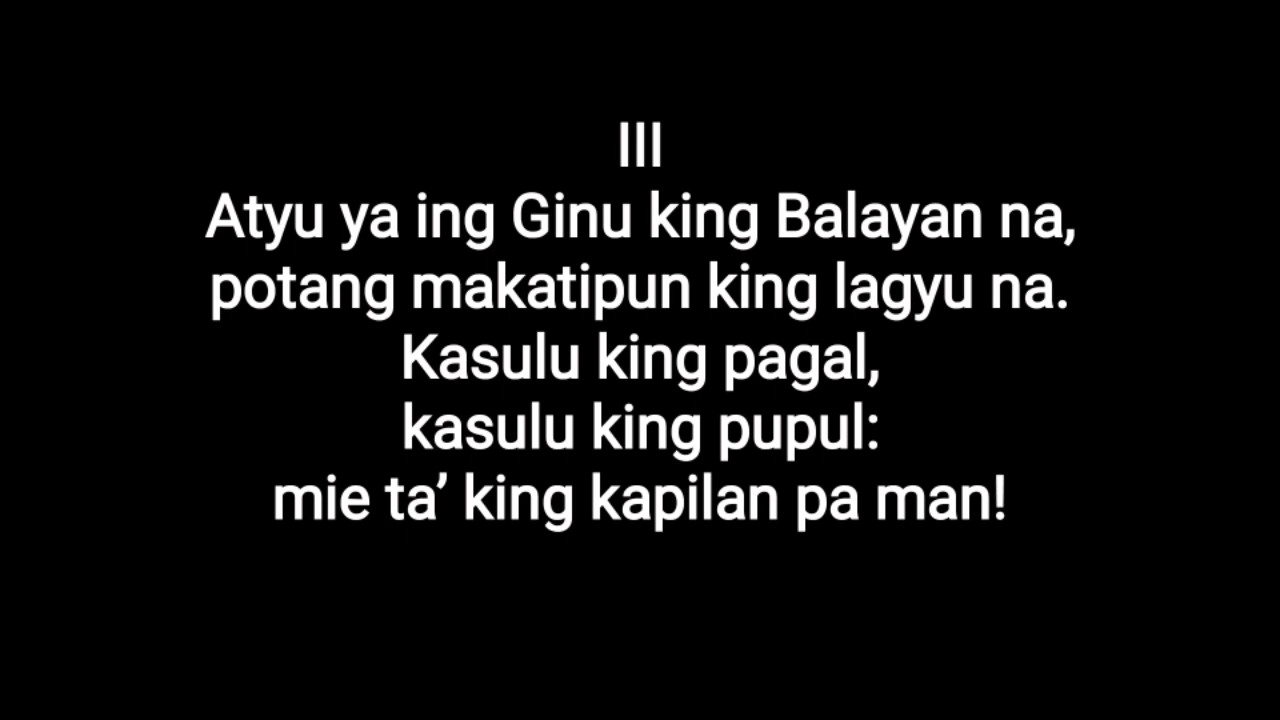 III
Atyu ya ing Ginu king Balayan na,
potang makatipun king lagyu na.
Kasulu king pagal,
kasulu king pupul:
mie ta’ king kapilan pa man!